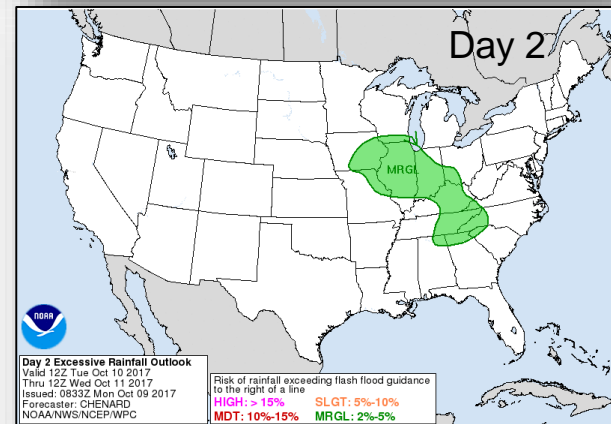 Day 2
MRGL
NOAA
Day 2 Excessive Rainfall Outlook
Valid 12Z Tue Oct 10 2017
Thru 12Z Wed Oct 11 2017
Issued: 0833Z Mon Oct 09 2017
Forecaster: CHENARD
NOAA/NWS/NCEP/WPC
Risk of rainfall exceeding flash flood guidance
to the right of a line
HIGH: > 15% SLGT: 5%-10%
MDT: 10%-15% MRGL: 2%-5%